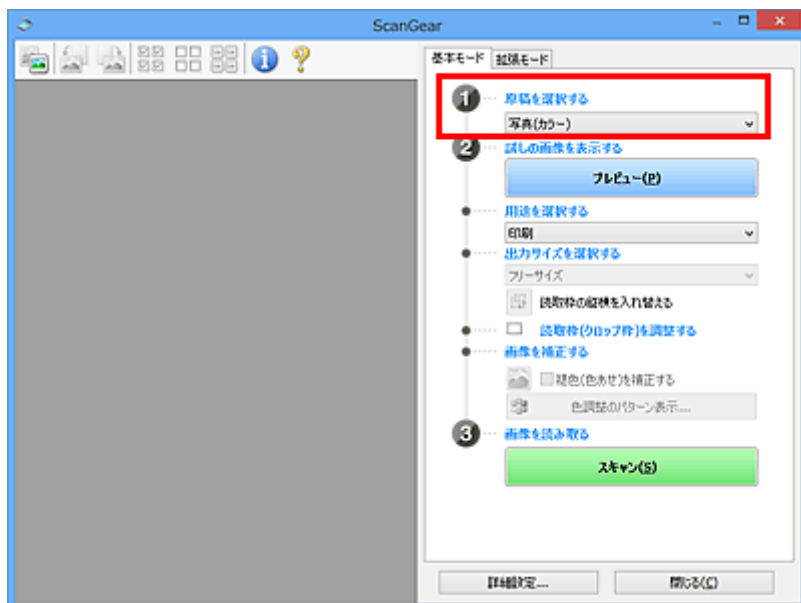 ScanGear
基本モード 拡張モード
1 原稿を選択する
写真(カラー)
2 試しの画像を表示する
プレビュー(P)
用途を選択する
印刷
出力サイズを選択する
フリーサイズ
読取枠の縦横を入れ替える
読取枠(クロップ枠)を調整する
画像を補正する
褪色(色あせ)を補正する
色調整のパターン表示...
3 画像を読み取る
スキャン(S)
詳細設定... 閉じる(C)